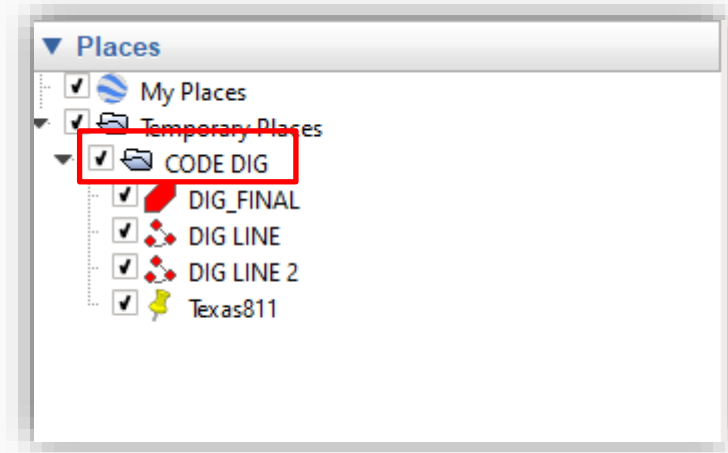 Places
My Places
Temporary Places
CODE DIG
DIG_FINAL
DIG LINE
DIG LINE 2
Texas811